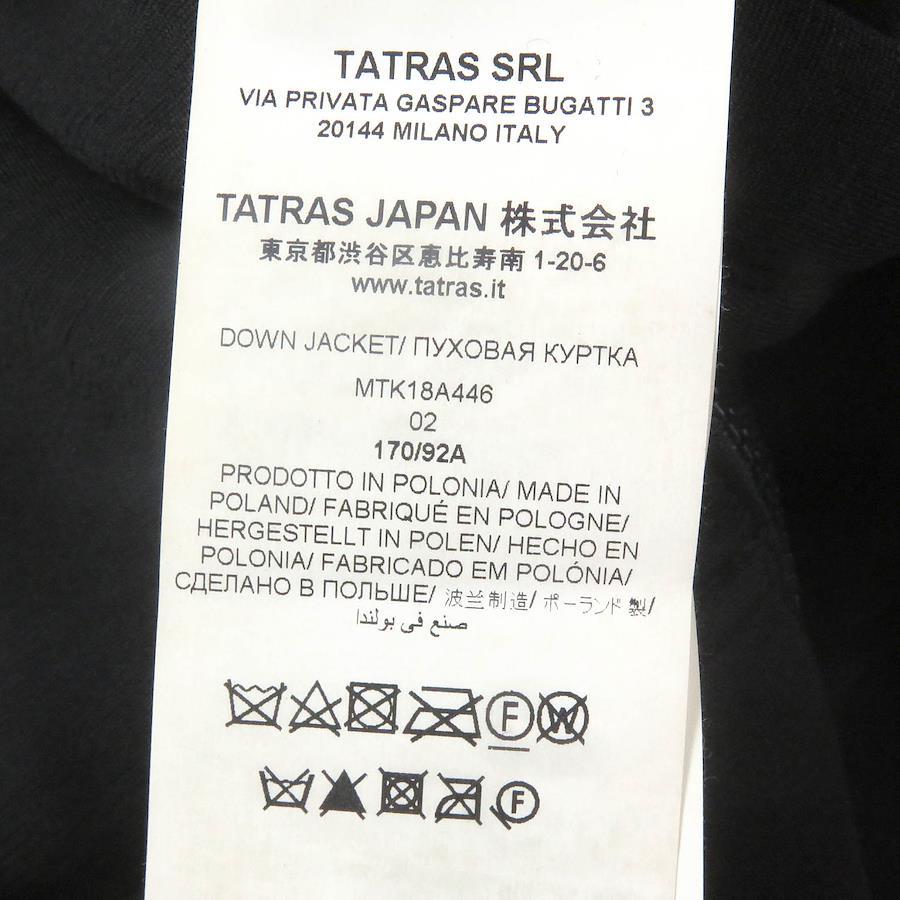 TATRAS SRL
VIA PRIVATA GASPARE BUGATTI 3
20144 MILANO ITALY
TATRAS JAPAN 株式会社
東京都渋谷区恵比寿南 1-20-6
www.tatras.it
DOWN JACKET/ ПУХОВАЯ КУРТКА
MTK18A446
02
170/92A
PRODOTTO IN POLONIA/ MADE IN
POLAND/ FABRIQUÉ EN POLOGNE/
HERGESTELLT IN POLEN/ HECHO EN
POLONIA/ FABRICADO EM POLÓNIA/
СДЕЛАНО В ПОЛЬШЕ/ 波兰制造/ ポーランド製/
صنع في بولندا
F W
F